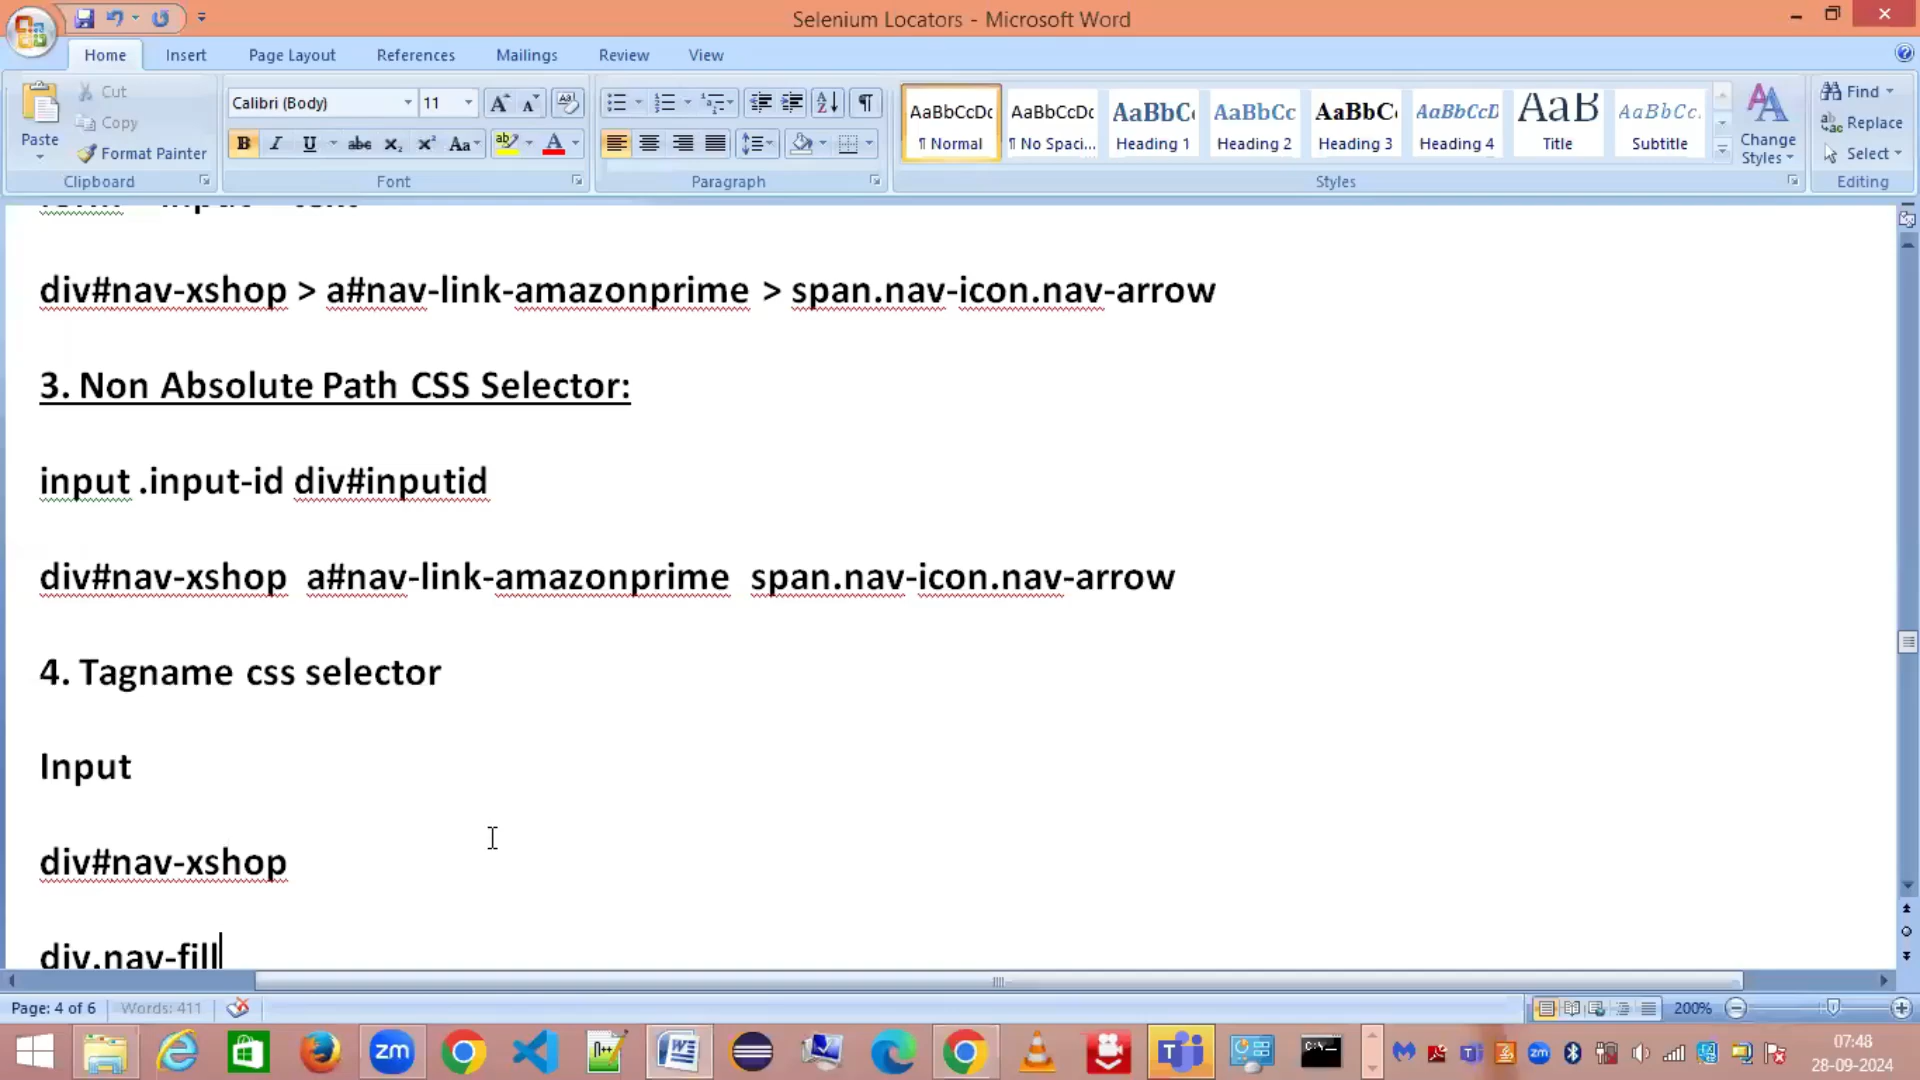 Selenium Locators - Microsoft Word
Home Insert Page Layout References Mailings Review View
Paste
Cut
Copy
Format Painter
Clipboard
Calibri (Body) 11
Font
Paragraph
AaBbCcDc AaBbCcDc AaBbC AaBbCc AaBbC AaBbCcD AaB AaBbCc.
¶ Normal ¶ No Spaci... Heading 1 Heading 2 Heading 3 Heading 4 Title Subtitle
Change Styles
Styles
Find
Replace
Select
Editing
div#nav-xshop > a#nav-link-amazonprime > span.nav-icon.nav-arrow
3. Non Absolute Path CSS Selector:
input .input-id div#inputid
div#nav-xshop  a#nav-link-amazonprime  span.nav-icon.nav-arrow
4. Tagname css selector
Input
div#nav-xshop
div.nav-fill
Page: 4 of 6 Words: 411 200%
07:48
28-09-2024